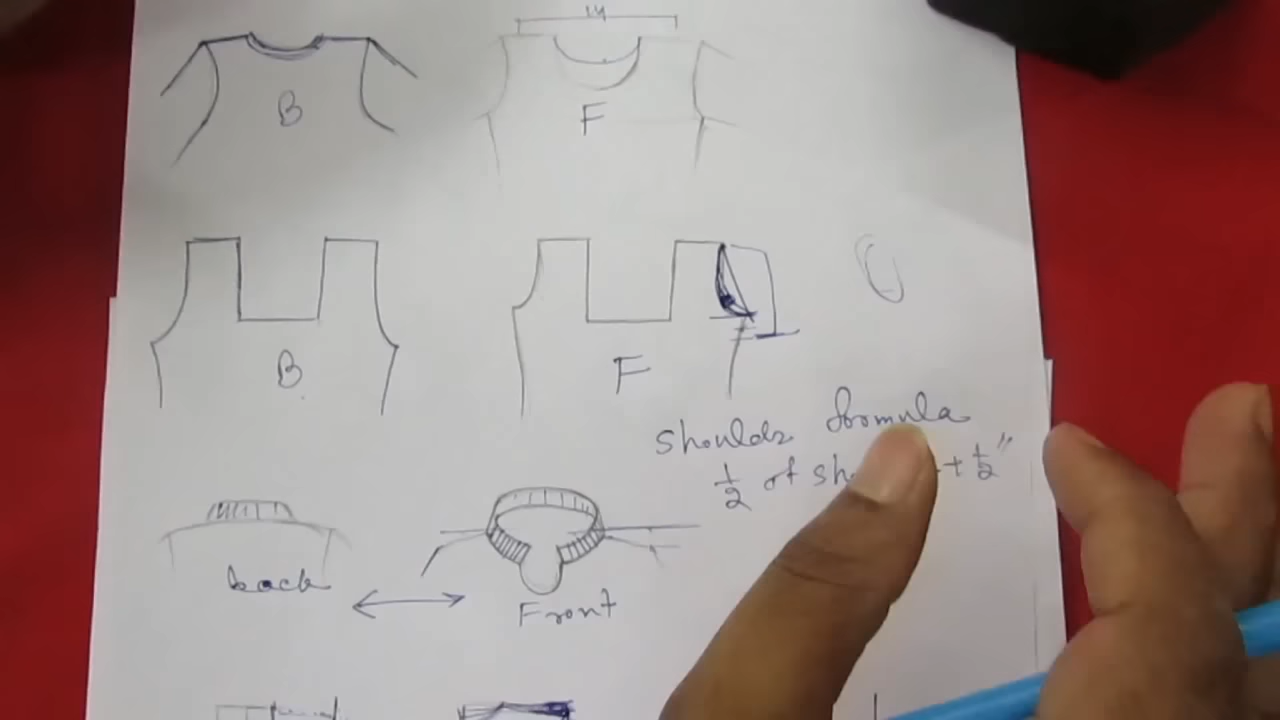 14
B
F
B
F
shoulder formula
1/2 of sh + 1/2"
back
Front